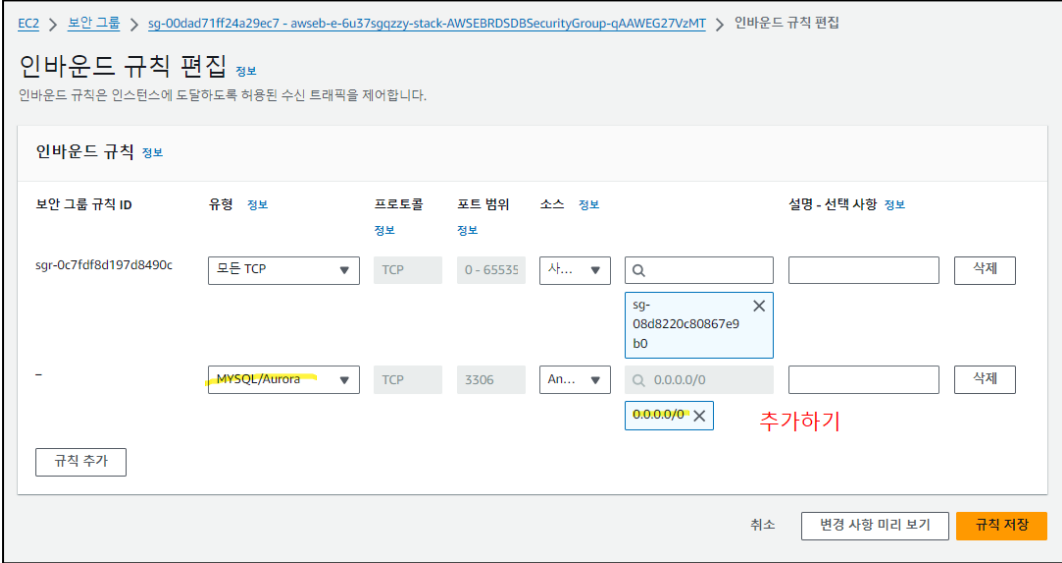 EC2 > 보안 그룹 > sg-00dad71ff24a29ec7 - awseb-e-6u37sgqzzy-stack-AWSEBRDSDBSecurityGroup-qAAWEG27VzMT > 인바운드 규칙 편집
인바운드 규칙 편집 정보
인바운드 규칙은 인스턴스에 도달하도록 허용된 수신 트래픽을 제어합니다.
인바운드 규칙 정보
보안 그룹 규칙 ID 유형 정보 프로토콜 포트 범위 소스 정보 설명 - 선택 사항 정보
정보 정보
sgr-0c7fdf8d197d8490c 모든 TCP TCP 0 - 65535 사... 삭제
sg-
08d8220c80867e9
b0
– MYSQL/Aurora TCP 3306 An... 0.0.0.0/0 삭제
0.0.0.0/0 추가하기
규칙 추가
취소 변경 사항 미리 보기 규칙 저장